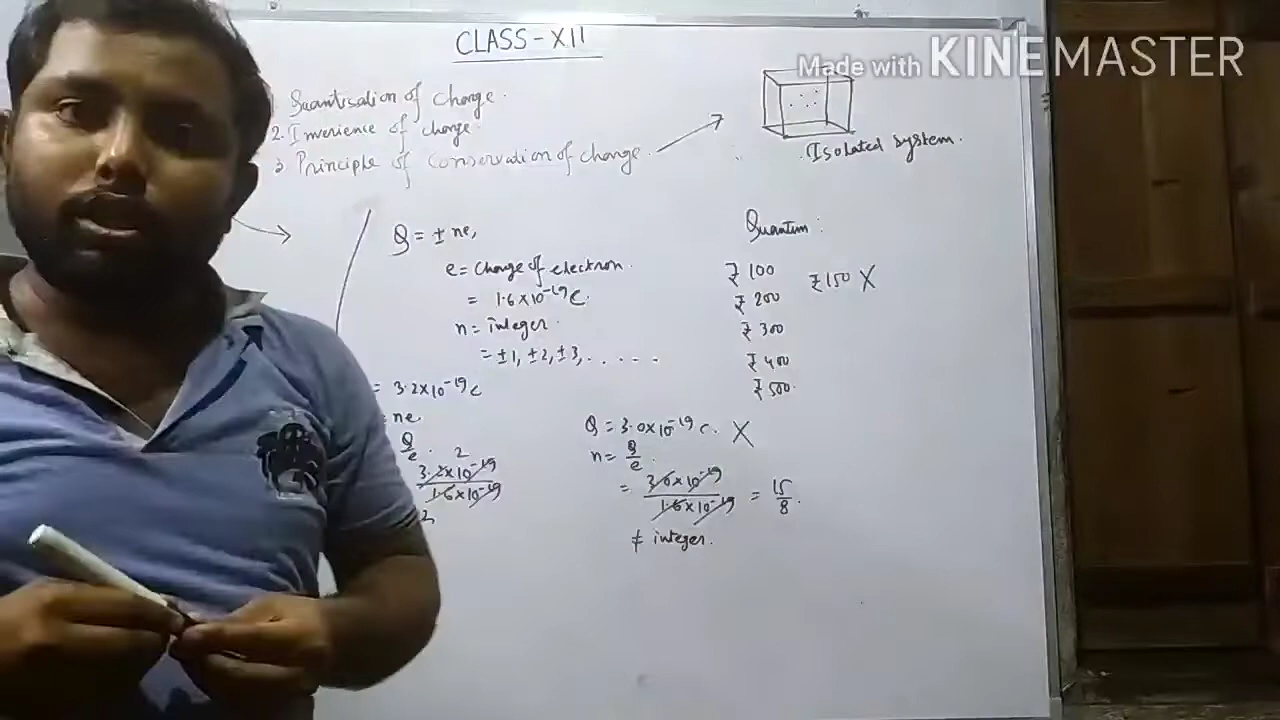 CLASS-XII
Made with KINEMASTER
1 Quantisation of charge.
2. Inverience of charge.
3 Principle of conservation of charge.
Isolated system.
Q = ± ne,
e = Charge of electron.
= 1.6 x 10⁻¹⁹ C.
n = integer.
= ±1, ±2, ±3, . . . . .
= 3.2 x 10⁻¹⁹ C
= ne
Q/e.
2
3.2 x 10⁻¹⁹ / 1.6 x 10⁻¹⁹
2
Quantum :
₹ 100
₹ 150 X
₹ 200
₹ 300
₹ 400
₹ 500.
Q = 3.0 x 10⁻¹⁹ C. X
n = Q/e.
= 3.0 x 10⁻¹⁹ / 1.6 x 10⁻¹⁹ = 15/8.
≠ integer.